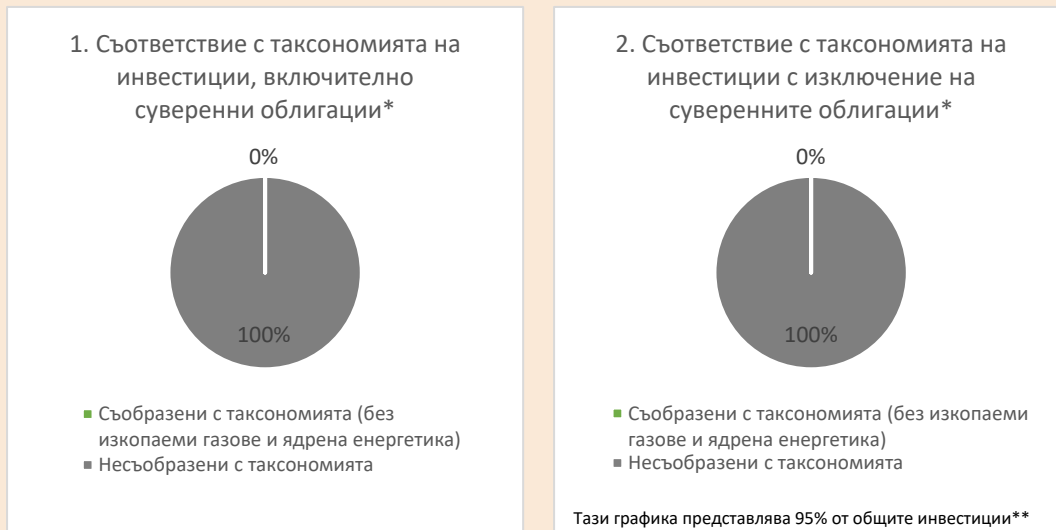 1. Съответствие с таксономията на
инвестиции, включително
суверенни облигации*
0%
100%
Съобразени с таксономията (без
изкопаеми газове и ядрена енергетика)
Несъобразени с таксономията
2. Съответствие с таксономията на
инвестиции с изключение на
суверенните облигации*
0%
100%
Съобразени с таксономията (без изкопаеми
газове и ядрена енергетика)
Несъобразени с таксономията
Тази графика представлява 95% от общите инвестиции**